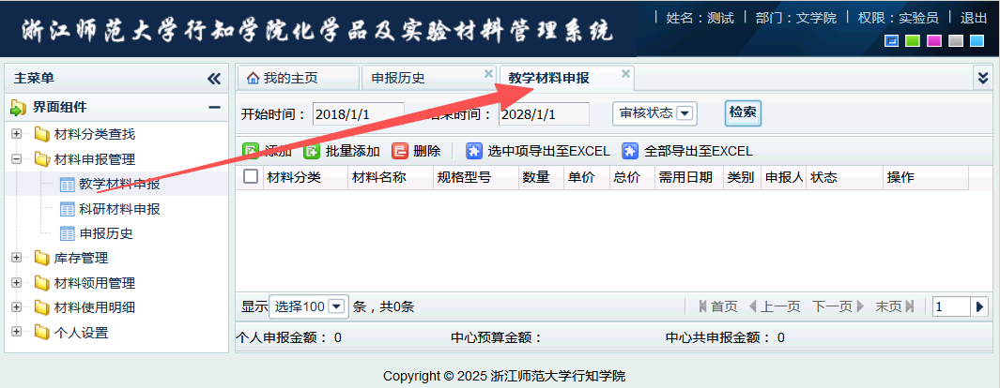 浙江师范大学行知学院化学品及实验材料管理系统
| 姓名：测试 | 部门：文学院 | 权限：实验员 | 退出
主菜单
我的主页 申报历史 教学材料申报
界面组件
材料分类查找
材料申报管理
教学材料申报
科研材料申报
申报历史
库存管理
材料领用管理
材料使用明细
个人设置
开始时间： 2018/1/1 结束时间： 2028/1/1 审核状态 检索
添加 批量添加 删除 选中项导出至EXCEL 全部导出至EXCEL
材料分类 材料名称 规格型号 数量 单价 总价 需用日期 类别 申报人 状态 操作
显示 选择100 条，共0条 首页 上一页 下一页 末页 1
个人申报金额： 0 中心预算金额： 中心共申报金额： 0
Copyright © 2025 浙江师范大学行知学院